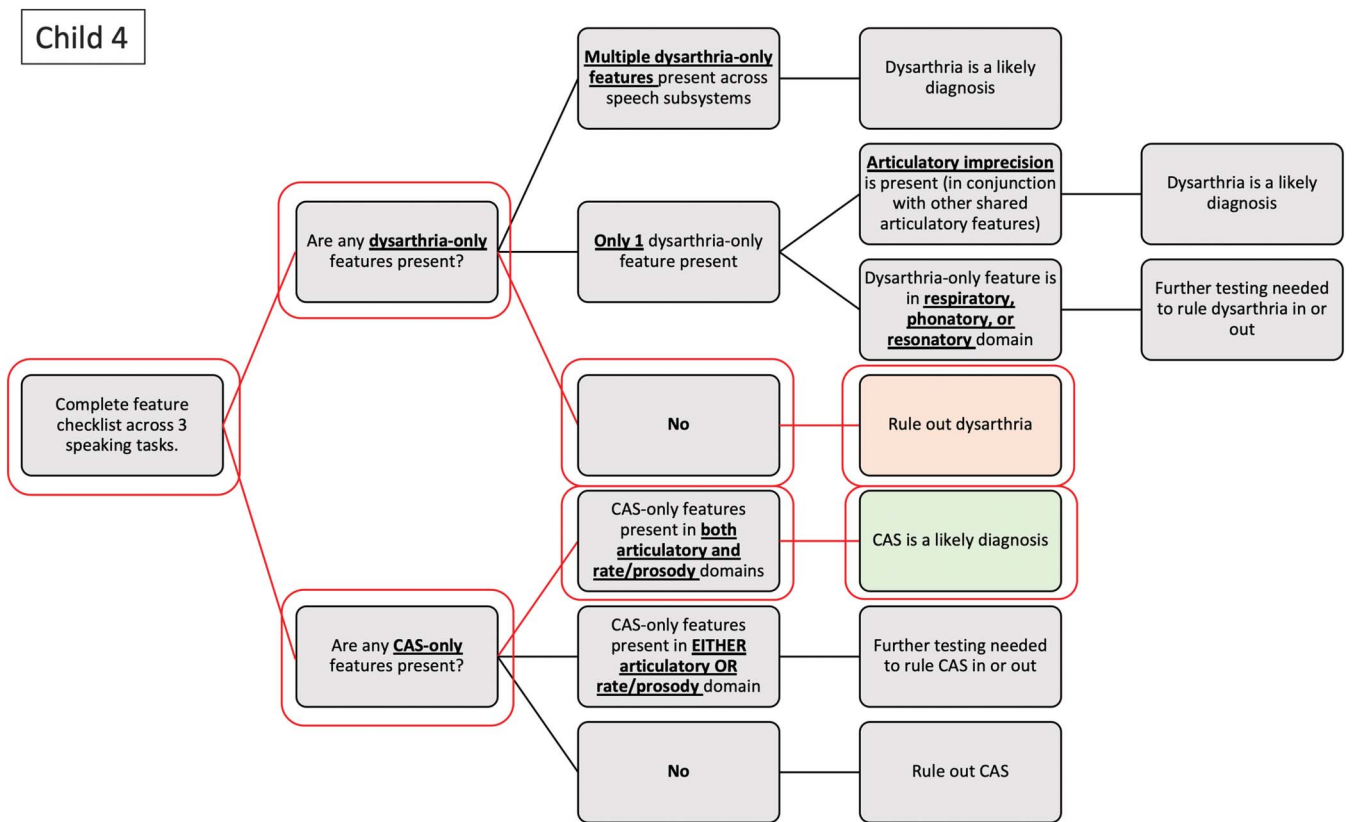 Child 4
Multiple dysarthria-only
features present across
speech subsystems
Dysarthria is a likely
diagnosis
Articulatory imprecision
is present (in conjunction
with other shared
articulatory features)
Dysarthria is a likely
diagnosis
Are any dysarthria-only
features present?
Only 1 dysarthria-only
feature present
Dysarthria-only feature is
in respiratory,
phonatory, or
resonatory domain
Further testing needed
to rule dysarthria in or
out
Complete feature
checklist across 3
speaking tasks.
No
Rule out dysarthria
CAS-only features
present in both
articulatory and
rate/prosody domains
CAS is a likely diagnosis
Are any CAS-only
features present?
CAS-only features
present in EITHER
articulatory OR
rate/prosody domain
Further testing needed
to rule CAS in or out
No
Rule out CAS